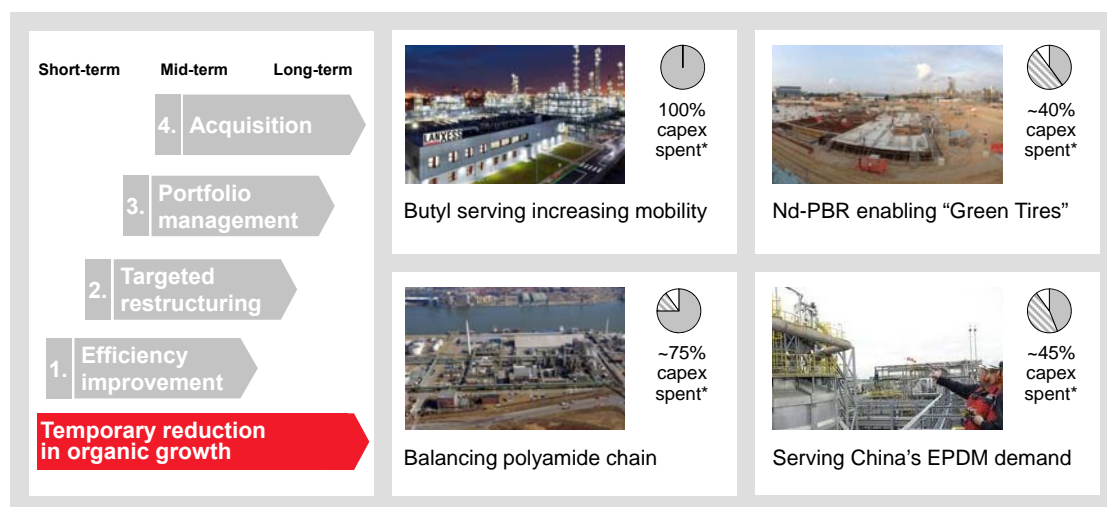 Short-term Mid-term Long-term
4. Acquisition
3. Portfolio
management
2. Targeted
restructuring
1. Efficiency
improvement
Temporary reduction
in organic growth
LANXESS
100%
capex
spent*
Butyl serving increasing mobility
~40%
capex
spent*
Nd-PBR enabling “Green Tires”
~75%
capex
spent*
Balancing polyamide chain
~45%
capex
spent*
Serving China’s EPDM demand